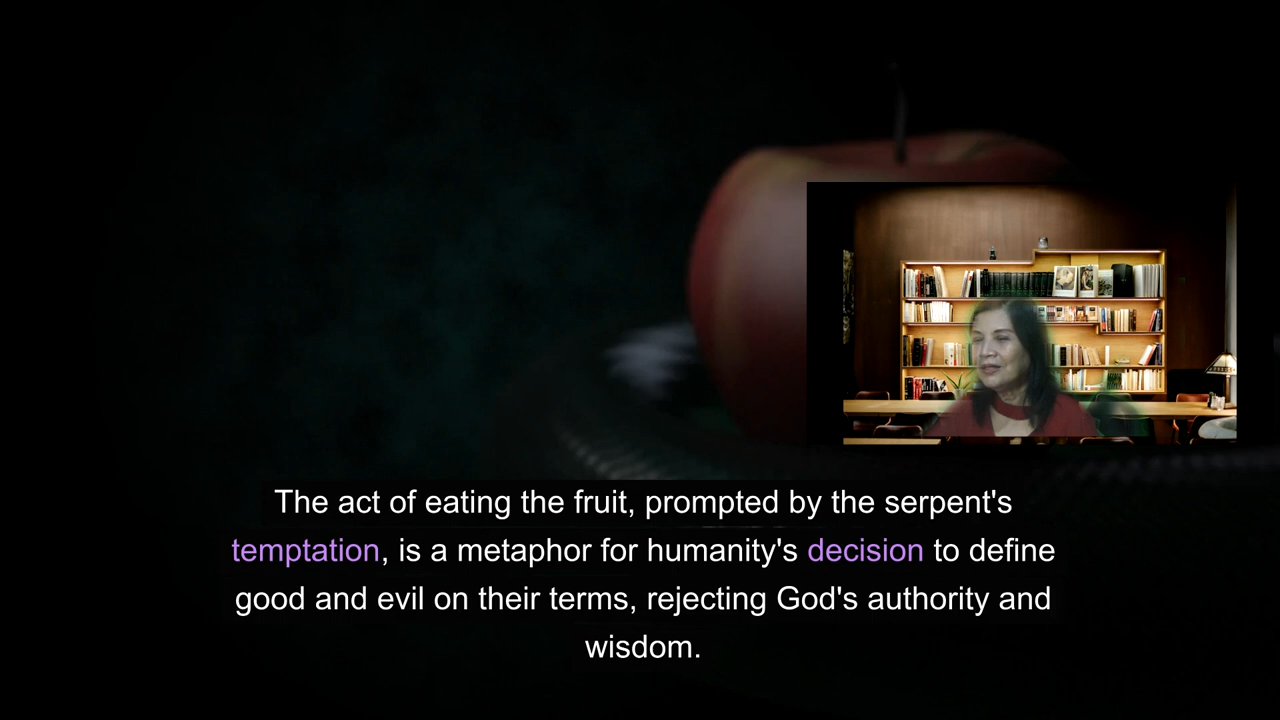 The act of eating the fruit, prompted by the serpent's
temptation, is a metaphor for humanity's decision to define
good and evil on their terms, rejecting God's authority and
wisdom.